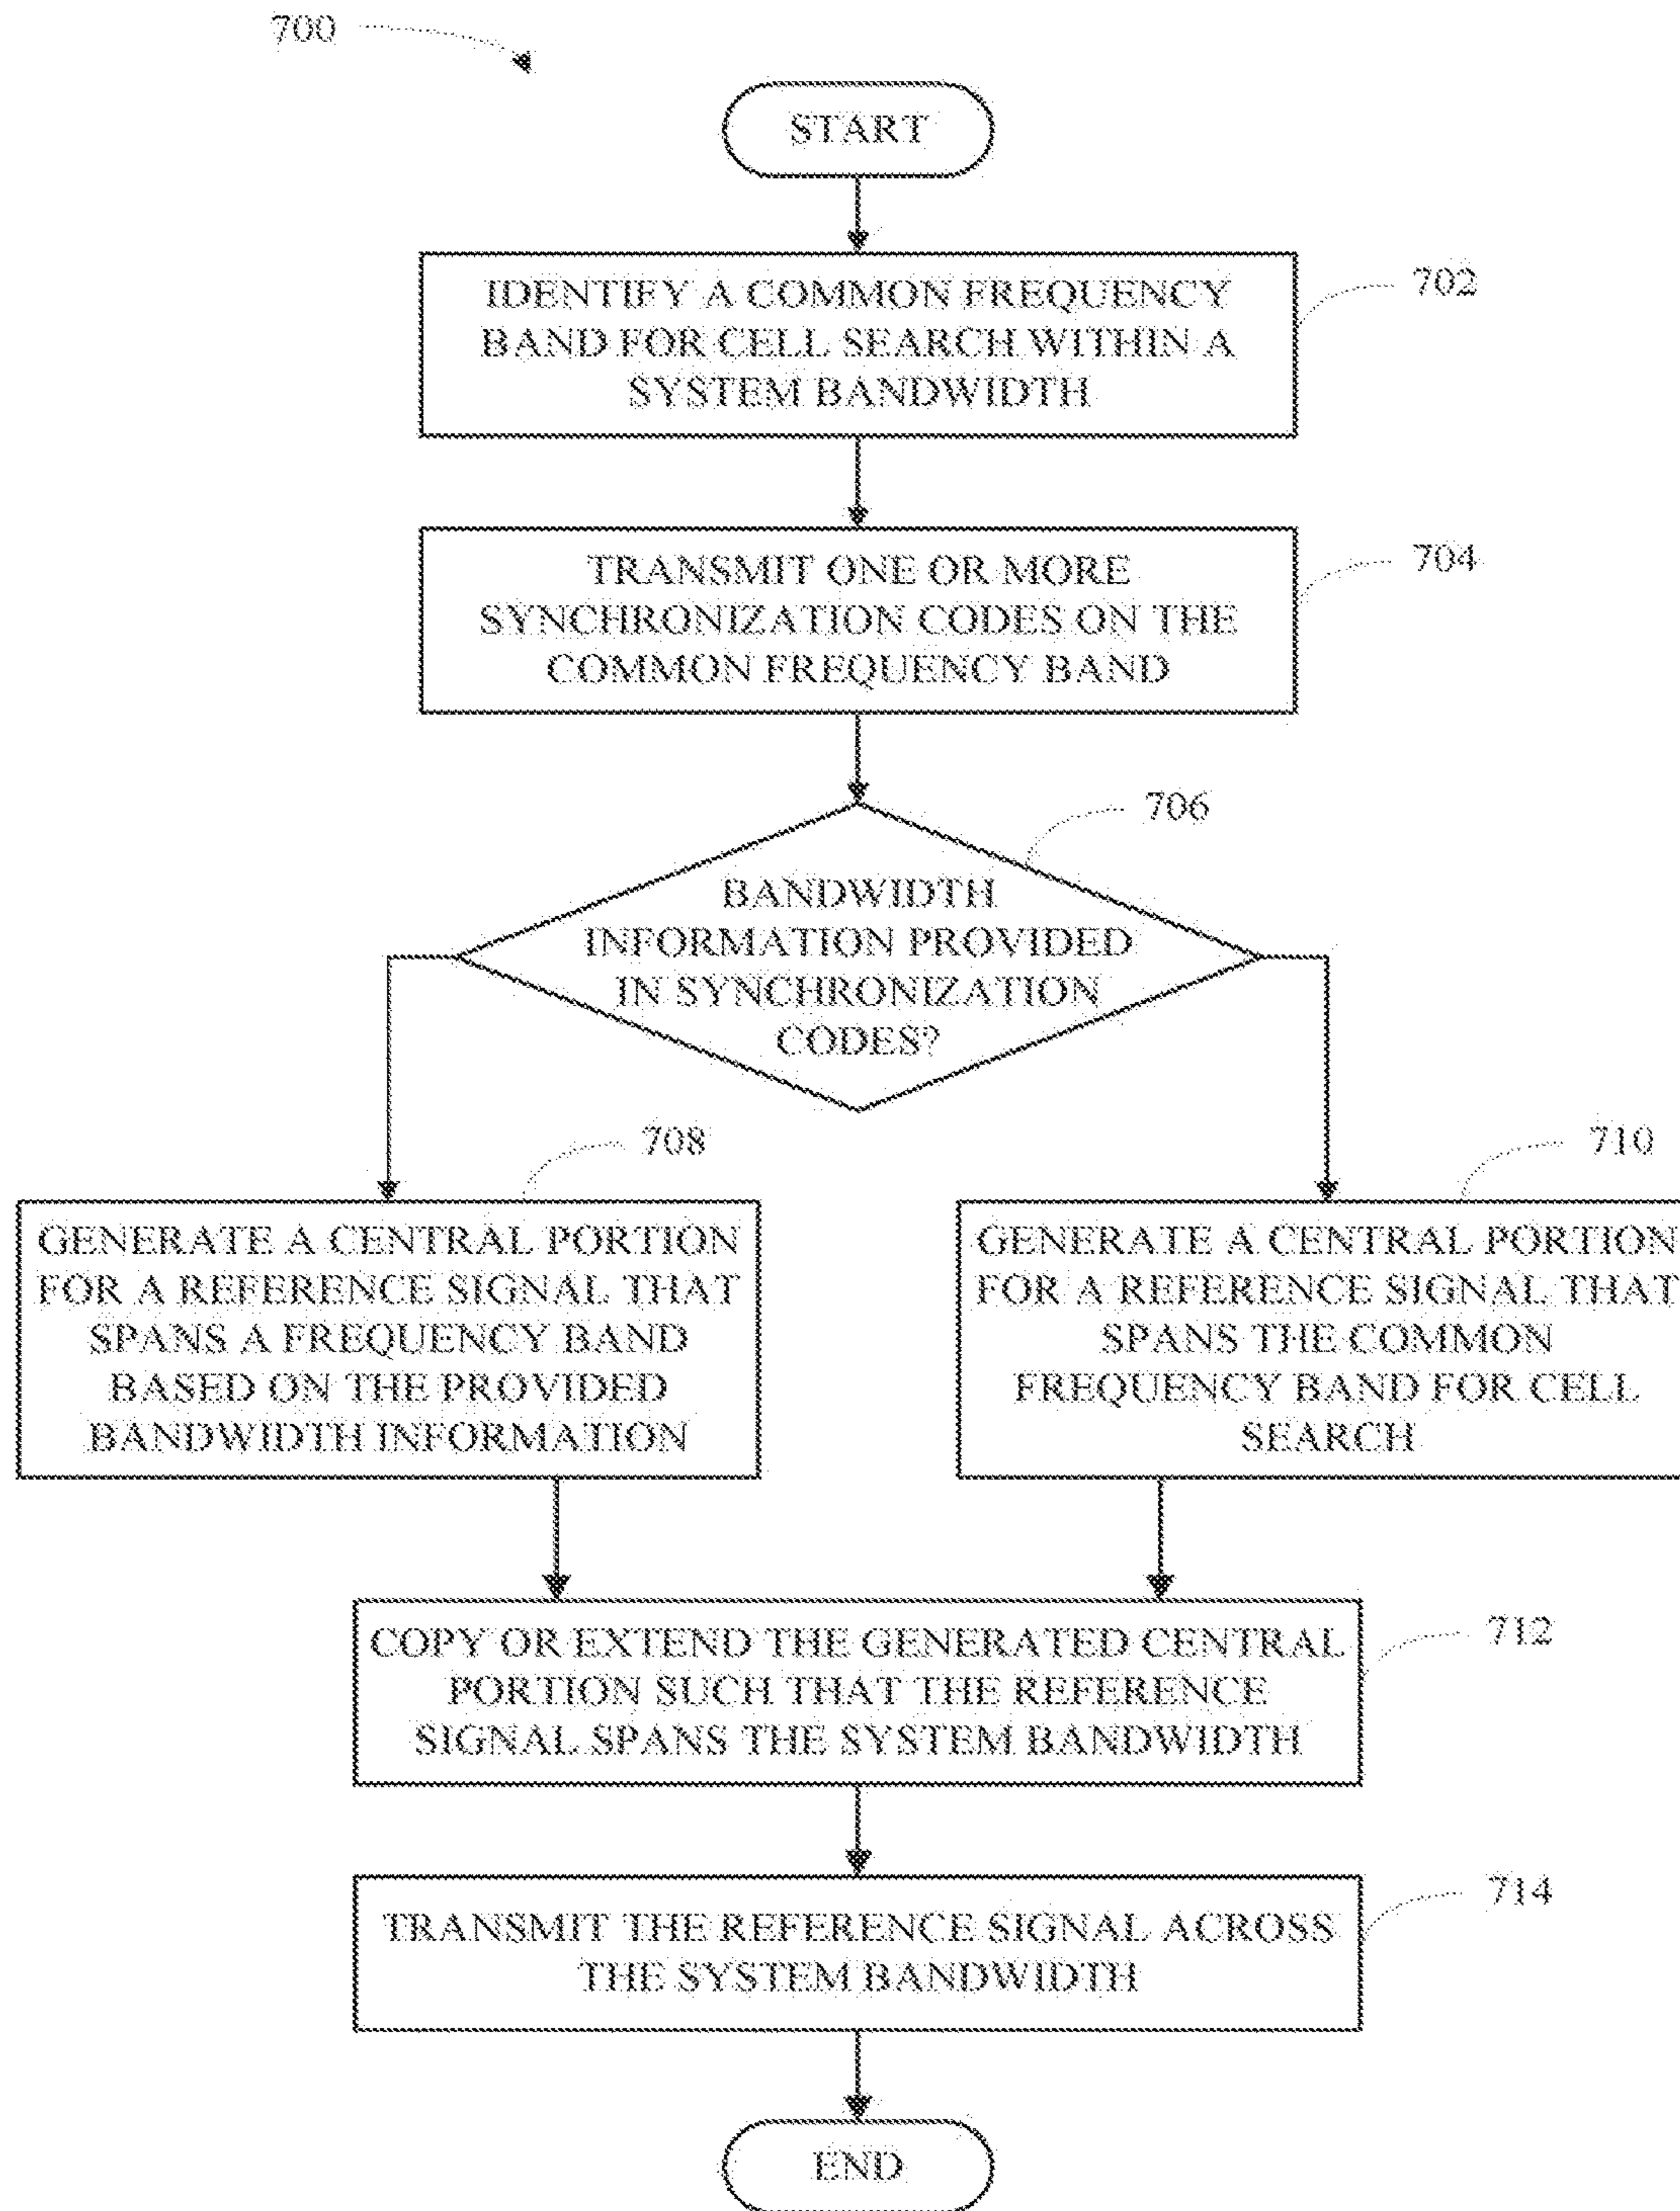 700
START
IDENTIFY A COMMON FREQUENCY
BAND FOR CELL SEARCH WITHIN A
SYSTEM BANDWIDTH
702
TRANSMIT ONE OR MORE
SYNCHRONIZATION CODES ON THE
COMMON FREQUENCY BAND
704
706
BANDWIDTH
INFORMATION PROVIDED
IN SYNCHRONIZATION
CODES?
708
GENERATE A CENTRAL PORTION
FOR A REFERENCE SIGNAL THAT
SPANS A FREQUENCY BAND
BASED ON THE PROVIDED
BANDWIDTH INFORMATION
710
GENERATE A CENTRAL PORTION
FOR A REFERENCE SIGNAL THAT
SPANS THE COMMON
FREQUENCY BAND FOR CELL
SEARCH
COPY OR EXTEND THE GENERATED CENTRAL
PORTION SUCH THAT THE REFERENCE
SIGNAL SPANS THE SYSTEM BANDWIDTH
712
TRANSMIT THE REFERENCE SIGNAL ACROSS
THE SYSTEM BANDWIDTH
714
END